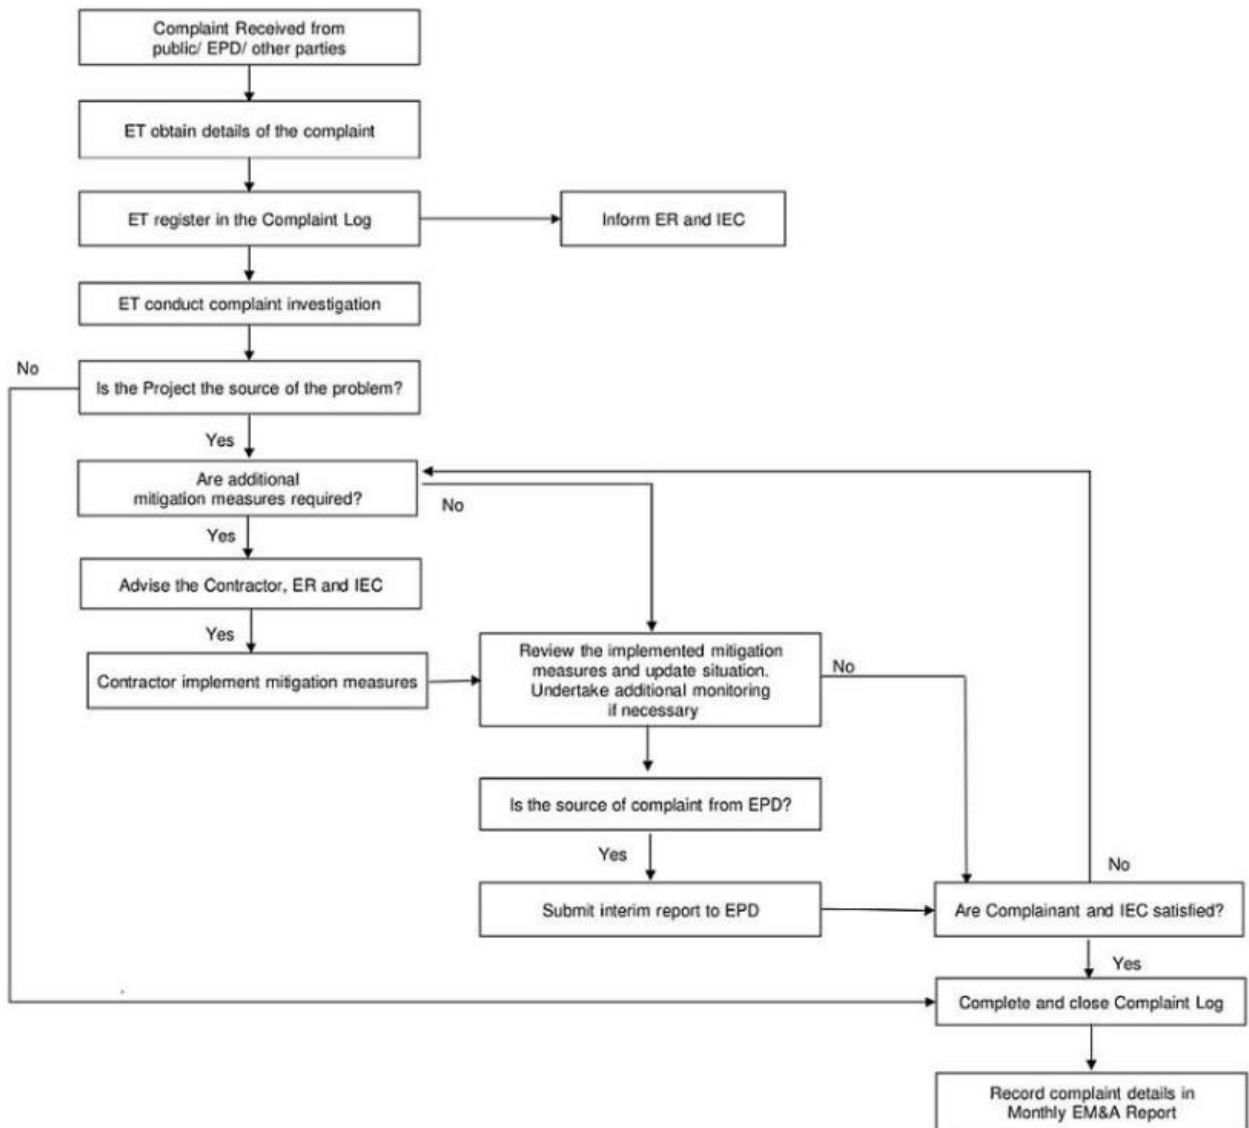 Complaint Received from
public/ EPD/ other parties
ET obtain details of the complaint
ET register in the Complaint Log
Inform ER and IEC
ET conduct complaint investigation
No
Is the Project the source of the problem?
Yes
Are additional
mitigation measures required?
No
Yes
Advise the Contractor, ER and IEC
Yes
Contractor implement mitigation measures
Review the implemented mitigation
measures and update situation.
Undertake additional monitoring
if necessary
No
Is the source of complaint from EPD?
Yes
No
Submit interim report to EPD
Are Complainant and IEC satisfied?
Yes
Complete and close Complaint Log
Record complaint details in
Monthly EM&A Report